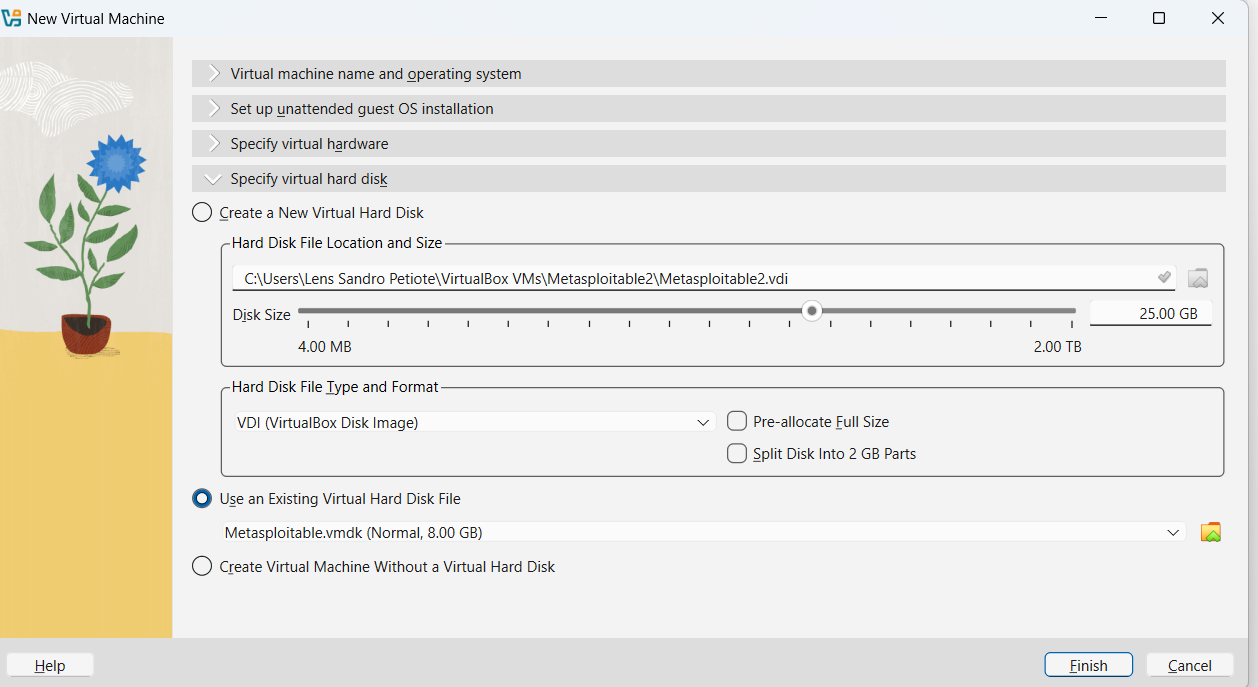 New Virtual Machine
Virtual machine name and operating system
Set up unattended guest OS installation
Specify virtual hardware
Specify virtual hard disk
Create a New Virtual Hard Disk
Hard Disk File Location and Size
C:\Users\Lens Sandro Petiote\VirtualBox VMs\Metasploitable2\Metasploitable2.vdi
Disk Size 25.00 GB
4.00 MB 2.00 TB
Hard Disk File Type and Format
VDI (VirtualBox Disk Image) Pre-allocate Full Size
Split Disk Into 2 GB Parts
Use an Existing Virtual Hard Disk File
Metasploitable.vmdk (Normal, 8.00 GB)
Create Virtual Machine Without a Virtual Hard Disk
Help Finish Cancel